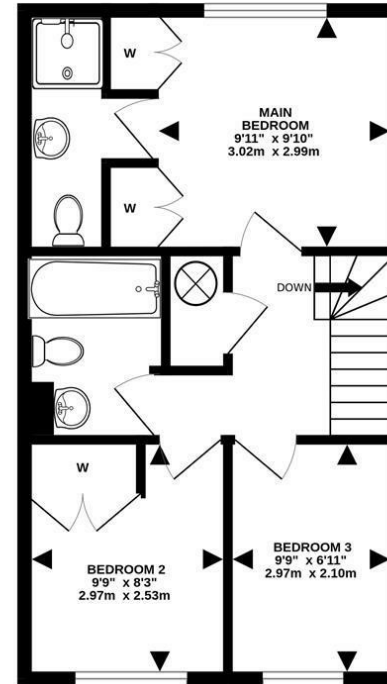 W
MAIN
BEDROOM
9'11" x 9'10"
3.02m x 2.99m
W
DOWN
W
BEDROOM 2
9'9" x 8'3"
2.97m x 2.53m
BEDROOM 3
9'9" x 6'11"
2.97m x 2.10m